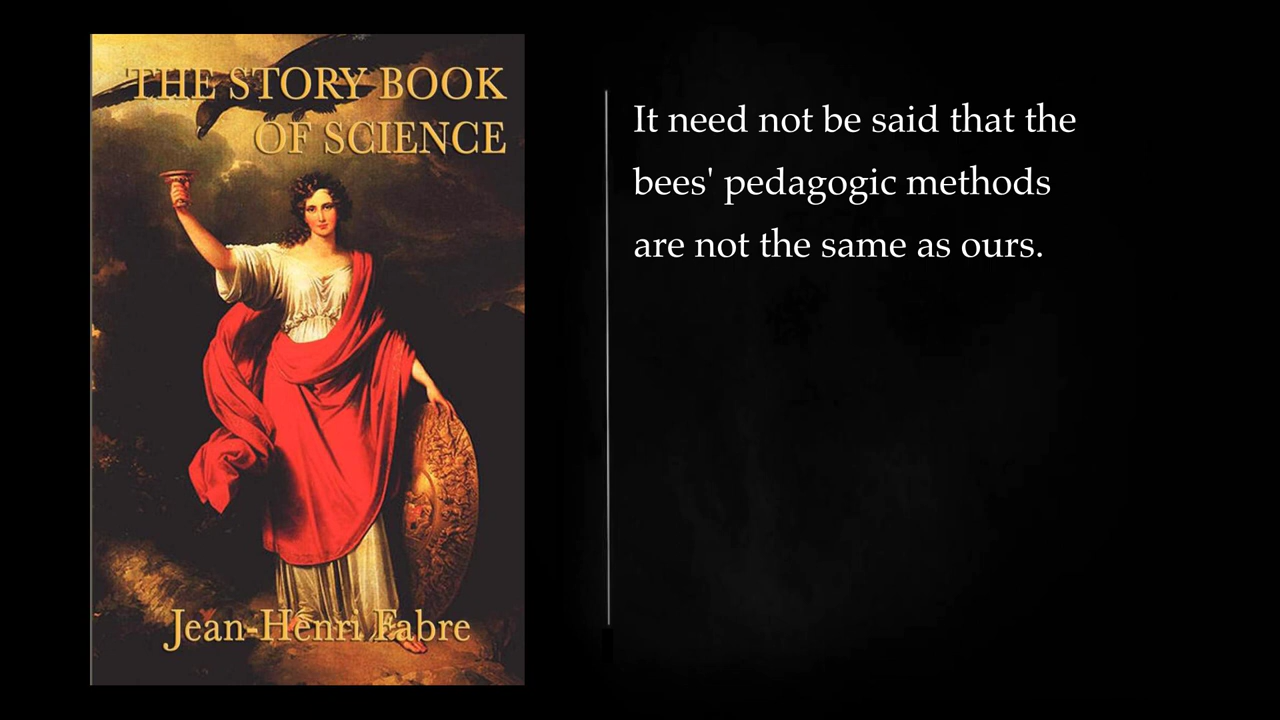 THE STORY BOOK
OF SCIENCE
Jean-Henri Fabre
It need not be said that the
bees' pedagogic methods
are not the same as ours.